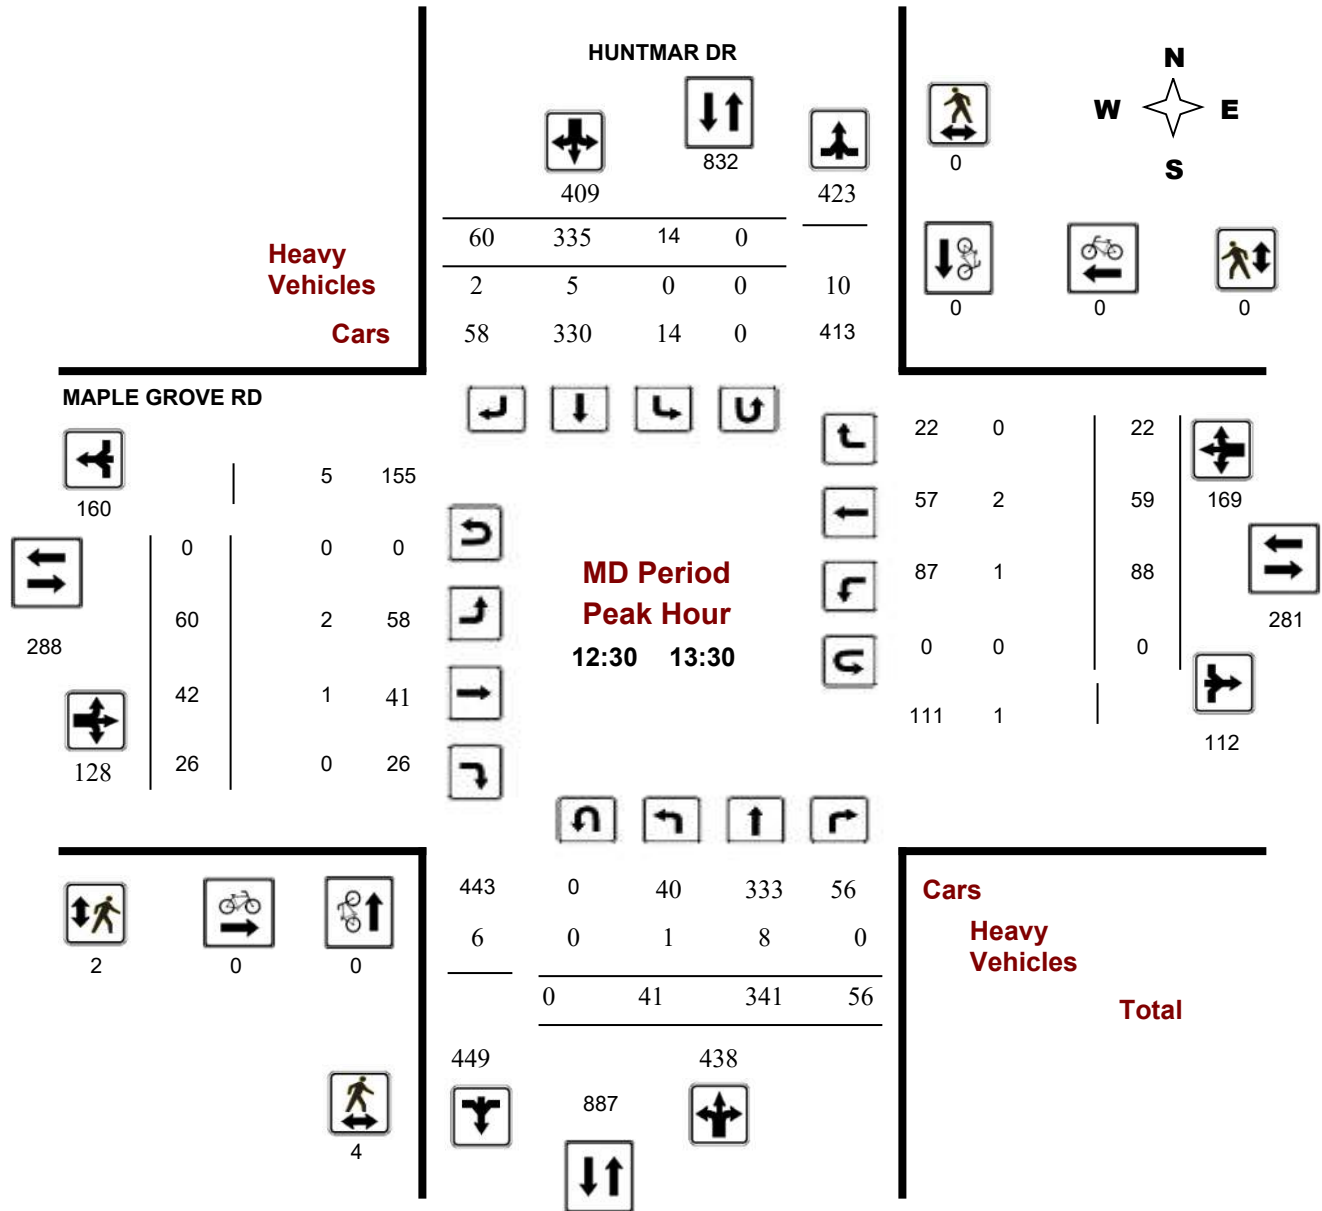 HUNTMAR DR
N
W E
S
832
0
409 423
60 335 14 0
Heavy
Vehicles 2 5 0 0 10
0 0 0
Cars 58 330 14 0 413
MAPLE GROVE RD
22 0 22
5 155
160 57 2 59 169
0 0 0
MD Period
87 1 88
Peak Hour
60 2 58 281
288 12:30 13:30 0 0 0
42 1 41
111 1
112
128 26 0 26
443 0 40 333 56 Cars
6 0 1 8 0 Heavy
Vehicles
2 0 0
0 41 341 56 Total
449 438
887
4